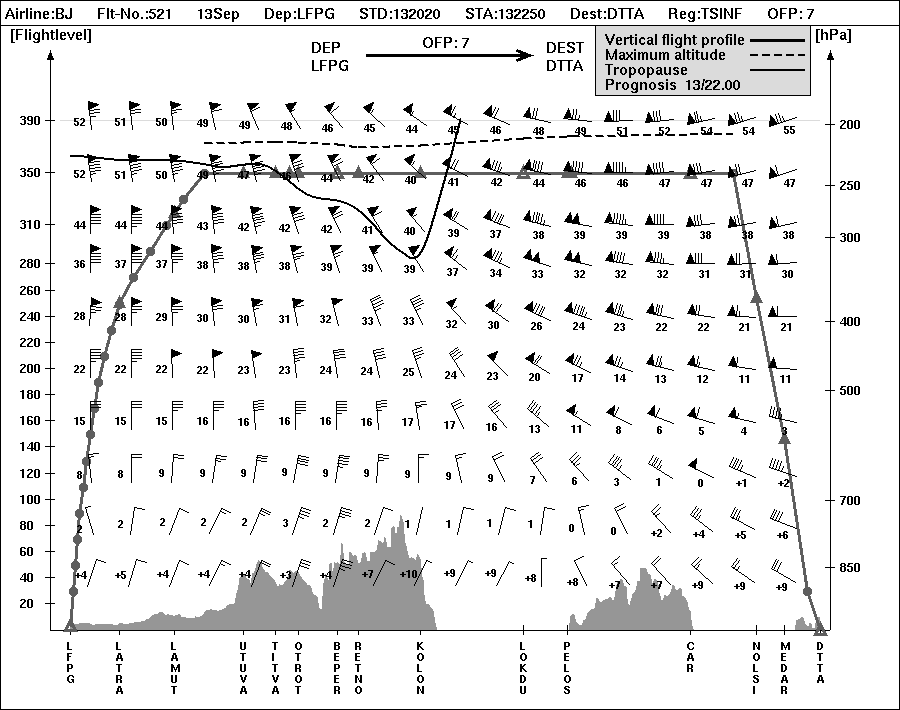 Airline:BJ Flt-No.:521 13Sep Dep:LFPG STD:132020 STA:132250 Dest:DTTA Reg:TSINF OFP: 7
[Flightlevel] DEP OFP: 7 DEST [hPa]
LFPG DTTA
Vertical flight profile
Maximum altitude
Tropopause
Prognosis 13/22.00
390 52 51 50 49 49 48 46 45 44 45 46 48 49 51 52 54 54 55 200
350 52 51 50 49 47 46 44 42 40 41 42 44 46 46 47 47 47 47 250
310 44 44 44 43 42 42 42 41 40 39 37 38 39 39 39 38 38 38 300
280 36 37 37 38 38 38 39 39 39 37 34 33 32 32 32 31 31 30
260
240 28 29 29 30 30 31 32 33 33 32 30 26 24 23 22 22 21 21 400
220
200 22 22 22 22 23 23 24 24 25 24 23 20 17 14 13 12 11 11 500
180
160 15 15 15 16 16 16 16 16 17 17 16 13 11 8 6 5 4 3
140
120 8 8 9 9 9 9 9 9 9 9 9 7 6 3 1 0 +1 +2
100 700
80 2 2 2 2 2 3 2 2 1 1 1 1 0 0 +2 +4 +5 +6
60
40 +4 +5 +4 +4 +4 +3 +4 +7 +10 +9 +9 +8 +8 +7 +7 +9 +9 +9 850
20
LFPG LATRA LAMUT UTUVA TITVA OTROT BEPER RETNO KOLON LOKDU PELOS CAR NOLSI MEDAR DTTA